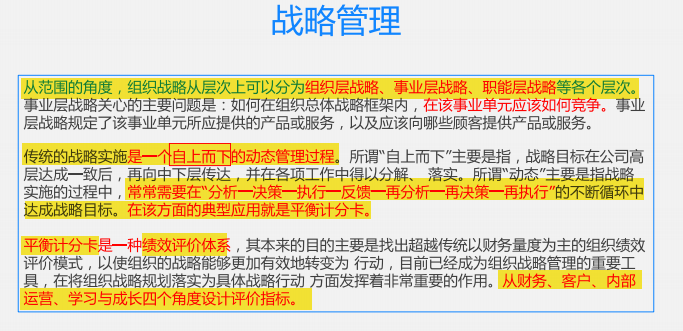 战略管理
从范围的角度，组织战略从层次上可以分为组织层战略、事业层战略、职能层战略等各个层次。
事业层战略关心的主要问题是：如何在组织总体战略框架内，在该事业单元应该如何竞争。事业
层战略规定了该事业单元所应提供的产品或服务，以及应该向哪些顾客提供产品或服务。
传统的战略实施是一个自上而下的动态管理过程。所谓“自上而下”主要是指，战略目标在公司高
层达成一致后，再向中下层传达，并在各项工作中得以分解、 落实。所谓“动态”主要是指战略
实施的过程中，常常需要在“分析一决策一执行一反馈一再分析一再决策一再执行”的不断循环中
达成战略目标。在该方面的典型应用就是平衡计分卡。
平衡计分卡是一种绩效评价体系，其本来的目的主要是找出超越传统以财务量度为主的组织绩效
评价模式，以使组织的战略能够更加有效地转变为 行动，目前已经成为组织战略管理的重要工
具，在将组织战略规划落实为具体战略行动 方面发挥着非常重要的作用。从财务、客户、内部
运营、学习与成长四个角度设计评价指标。